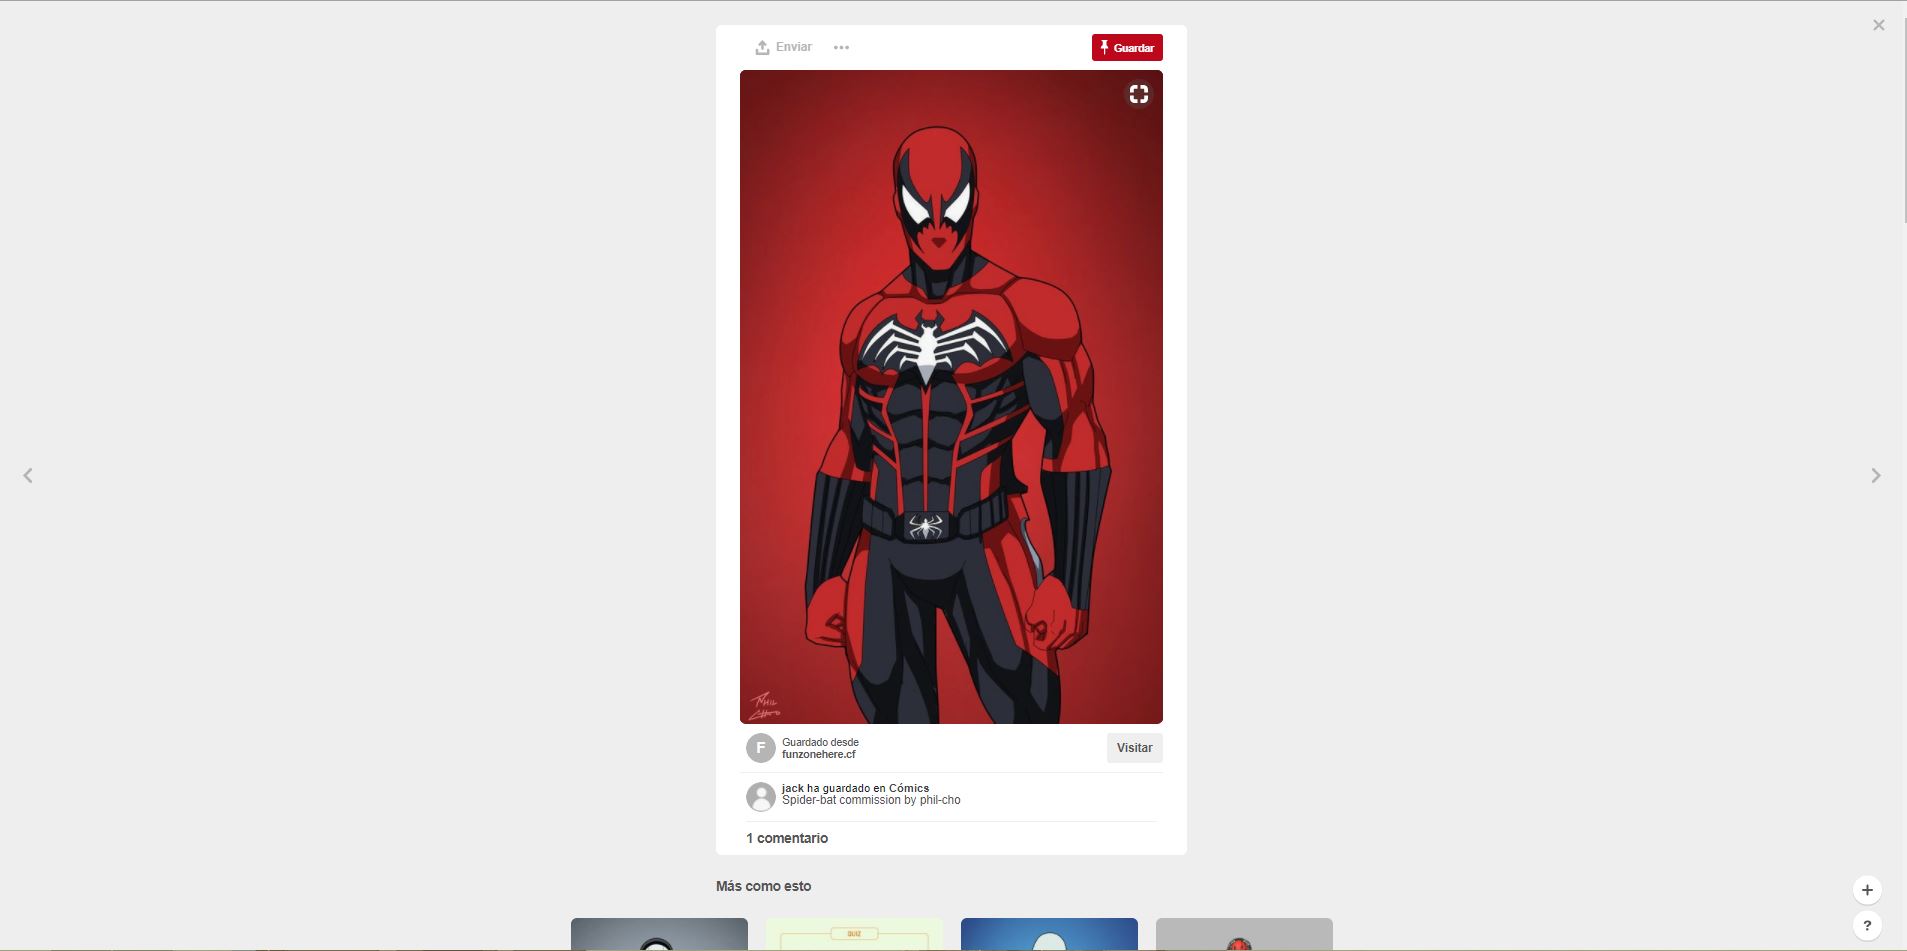 Enviar
Guardar
PHIL
CHO
F
Guardado desde
funzonehere.cf
Visitar
jack ha guardado en Cómics
Spider-bat commission by phil-cho
1 comentario
Más como esto
QUIZ
+
?